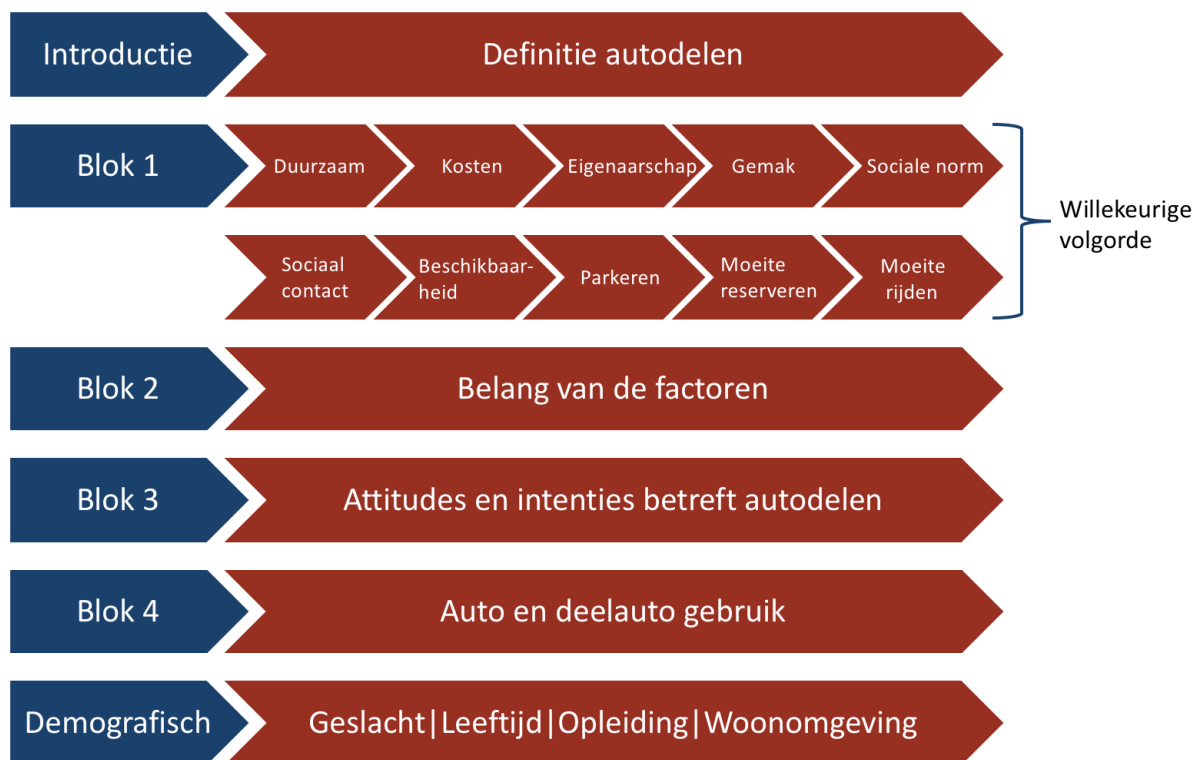 Introductie
Definitie autodelen
Blok 1
Duurzaam
Kosten
Eigenaarschap
Gemak
Sociale norm
Sociaal
contact
Beschikbaar-
heid
Parkeren
Moeite
reserveren
Moeite
rijden
Willekeurige
volgorde
Blok 2
Belang van de factoren
Blok 3
Attitudes en intenties betreft autodelen
Blok 4
Auto en deelauto gebruik
Demografisch
Geslacht|Leeftijd|Opleiding|Woonomgeving